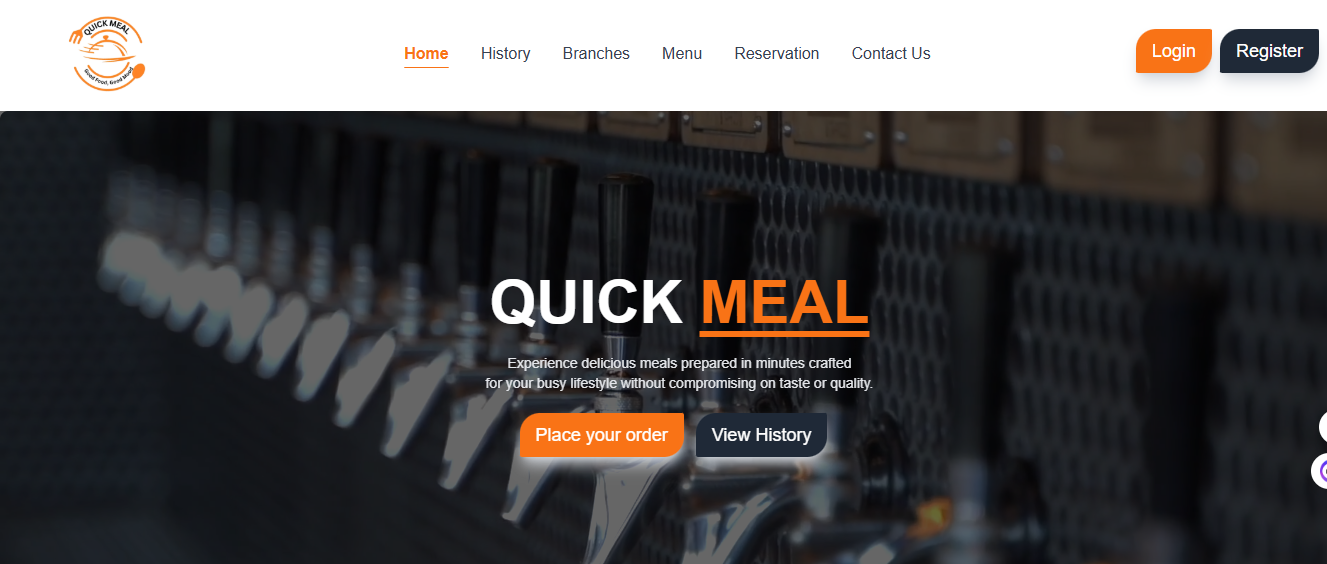 QUICK MEAL
Good Food, Good Mood
Home
History
Branches
Menu
Reservation
Contact Us
Login
Register
QUICK MEAL
Experience delicious meals prepared in minutes crafted
for your busy lifestyle without compromising on taste or quality.
Place your order
View History